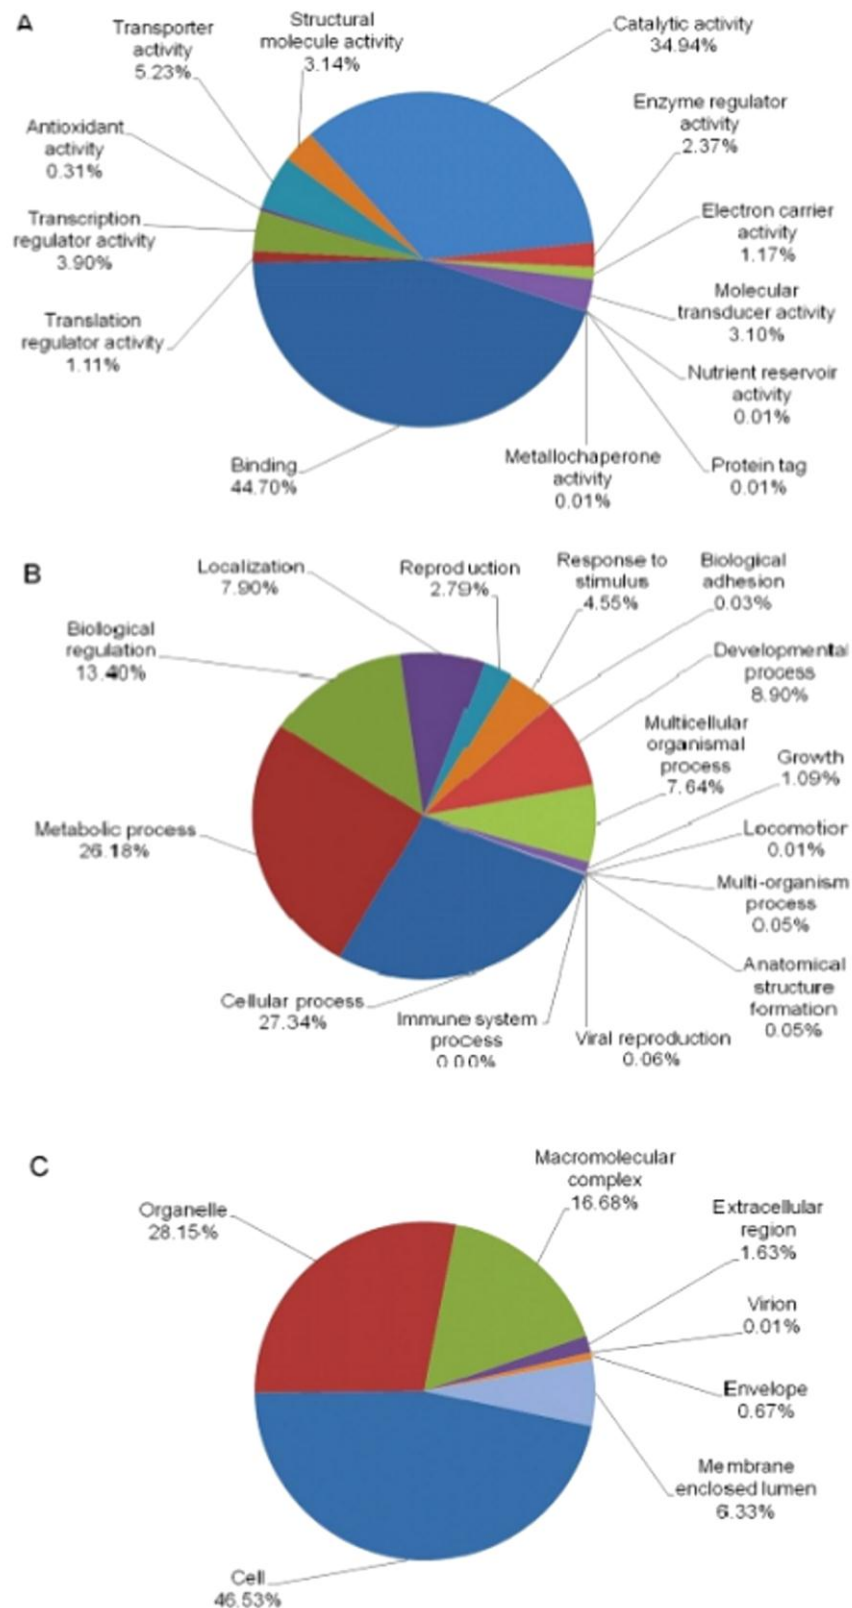 A
Structural
molecule activity
3.14%
Transporter
activity
5.23%
Catalytic activity
34.94%
Enzyme regulator
activity
2.37%
Antioxidant
activity
0.31%
Electron carrier
activity
1.17%
Transcription
regulator activity
3.90%
Molecular
transducer activity
3.10%
Translation
regulator activity
1.11%
Nutrient reservoir
activity
0.01%
Binding
44.70%
Metallochaperone
activity
0.01%
Protein tag
0.01%
B
Localization
7.90%
Reproduction
2.79%
Response to
stimulus
4.55%
Biological
adhesion
0.03%
Biological
regulation
13.40%
Developmental
process
8.90%
Multicellular
organismal
process
7.64%
Growth
1.09%
Metabolic process
26.18%
Locomotior
0.01%
Multi-organism
process
0.05%
Anatomical
structure
formation
0.05%
Cellular process
27.34%
Immune system
process
0.00%
Viral reproduction
0.06%
C
Macromolecular
complex
16.68%
Organelle
28.15%
Extracellular
region
1.63%
Virion
0.01%
Envelope
0.67%
Membrane
enclosed lumen
6.33%
Cell
46.53%